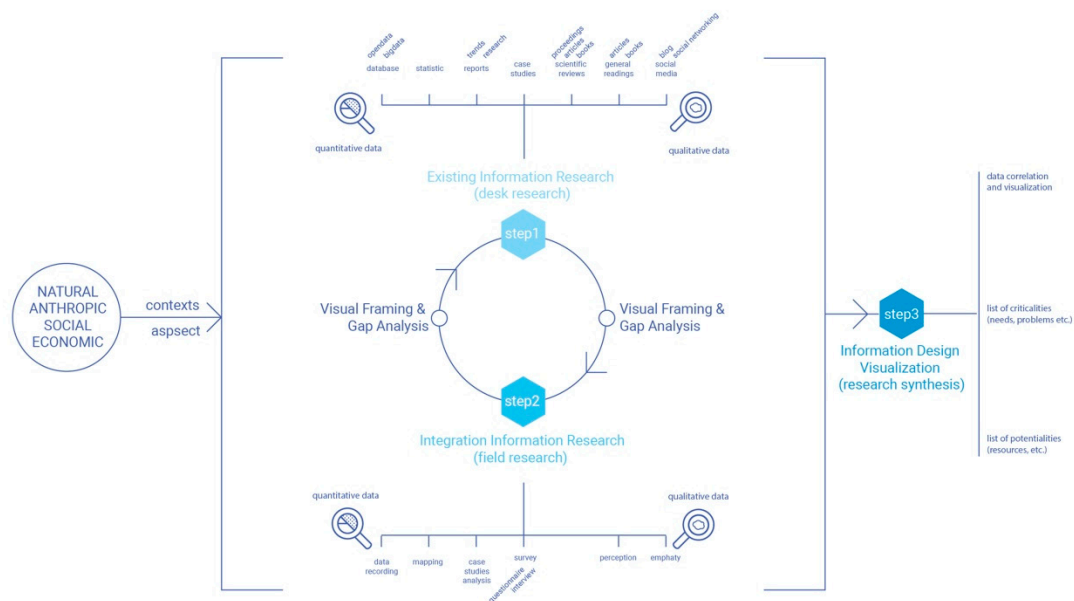 opendata
bigdata
database
statistic
trends
research
reports
case
studies
proceedings
articles
books
scientific
reviews
articles
books
general
readings
blog
social networking
social
media
quantitative data
qualitative data
Existing Information Research
(desk research)
step1
NATURAL
ANTHROPIC
SOCIAL
ECONOMIC
contexts
aspsect
Visual Framing &
Gap Analysis
Visual Framing &
Gap Analysis
step2
Integration Information Research
(field research)
quantitative data
qualitative data
data
recording
mapping
case
studies
analysis
survey
questionnaire
interview
perception
emphaty
step3
Information Design
Visualization
(research synthesis)
data correlation
and visualization
list of criticalities
(needs, problems etc.)
list of potentialities
(resources, etc.)